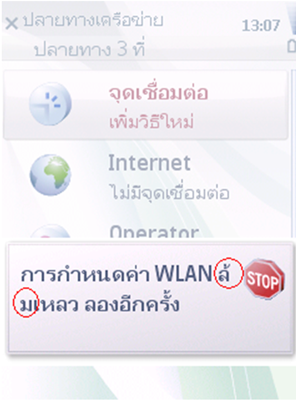 ปลายทางเครือข่าย
13:07
ปลายทาง 3 ที่
จุดเชื่อมต่อ
เพิ่มวิธีใหม่
Internet
ไม่มีจุดเชื่อมต่อ
Operator
การกำหนดค่า WLAN ล้
มเหลว ลองอีกครั้ง
STOP